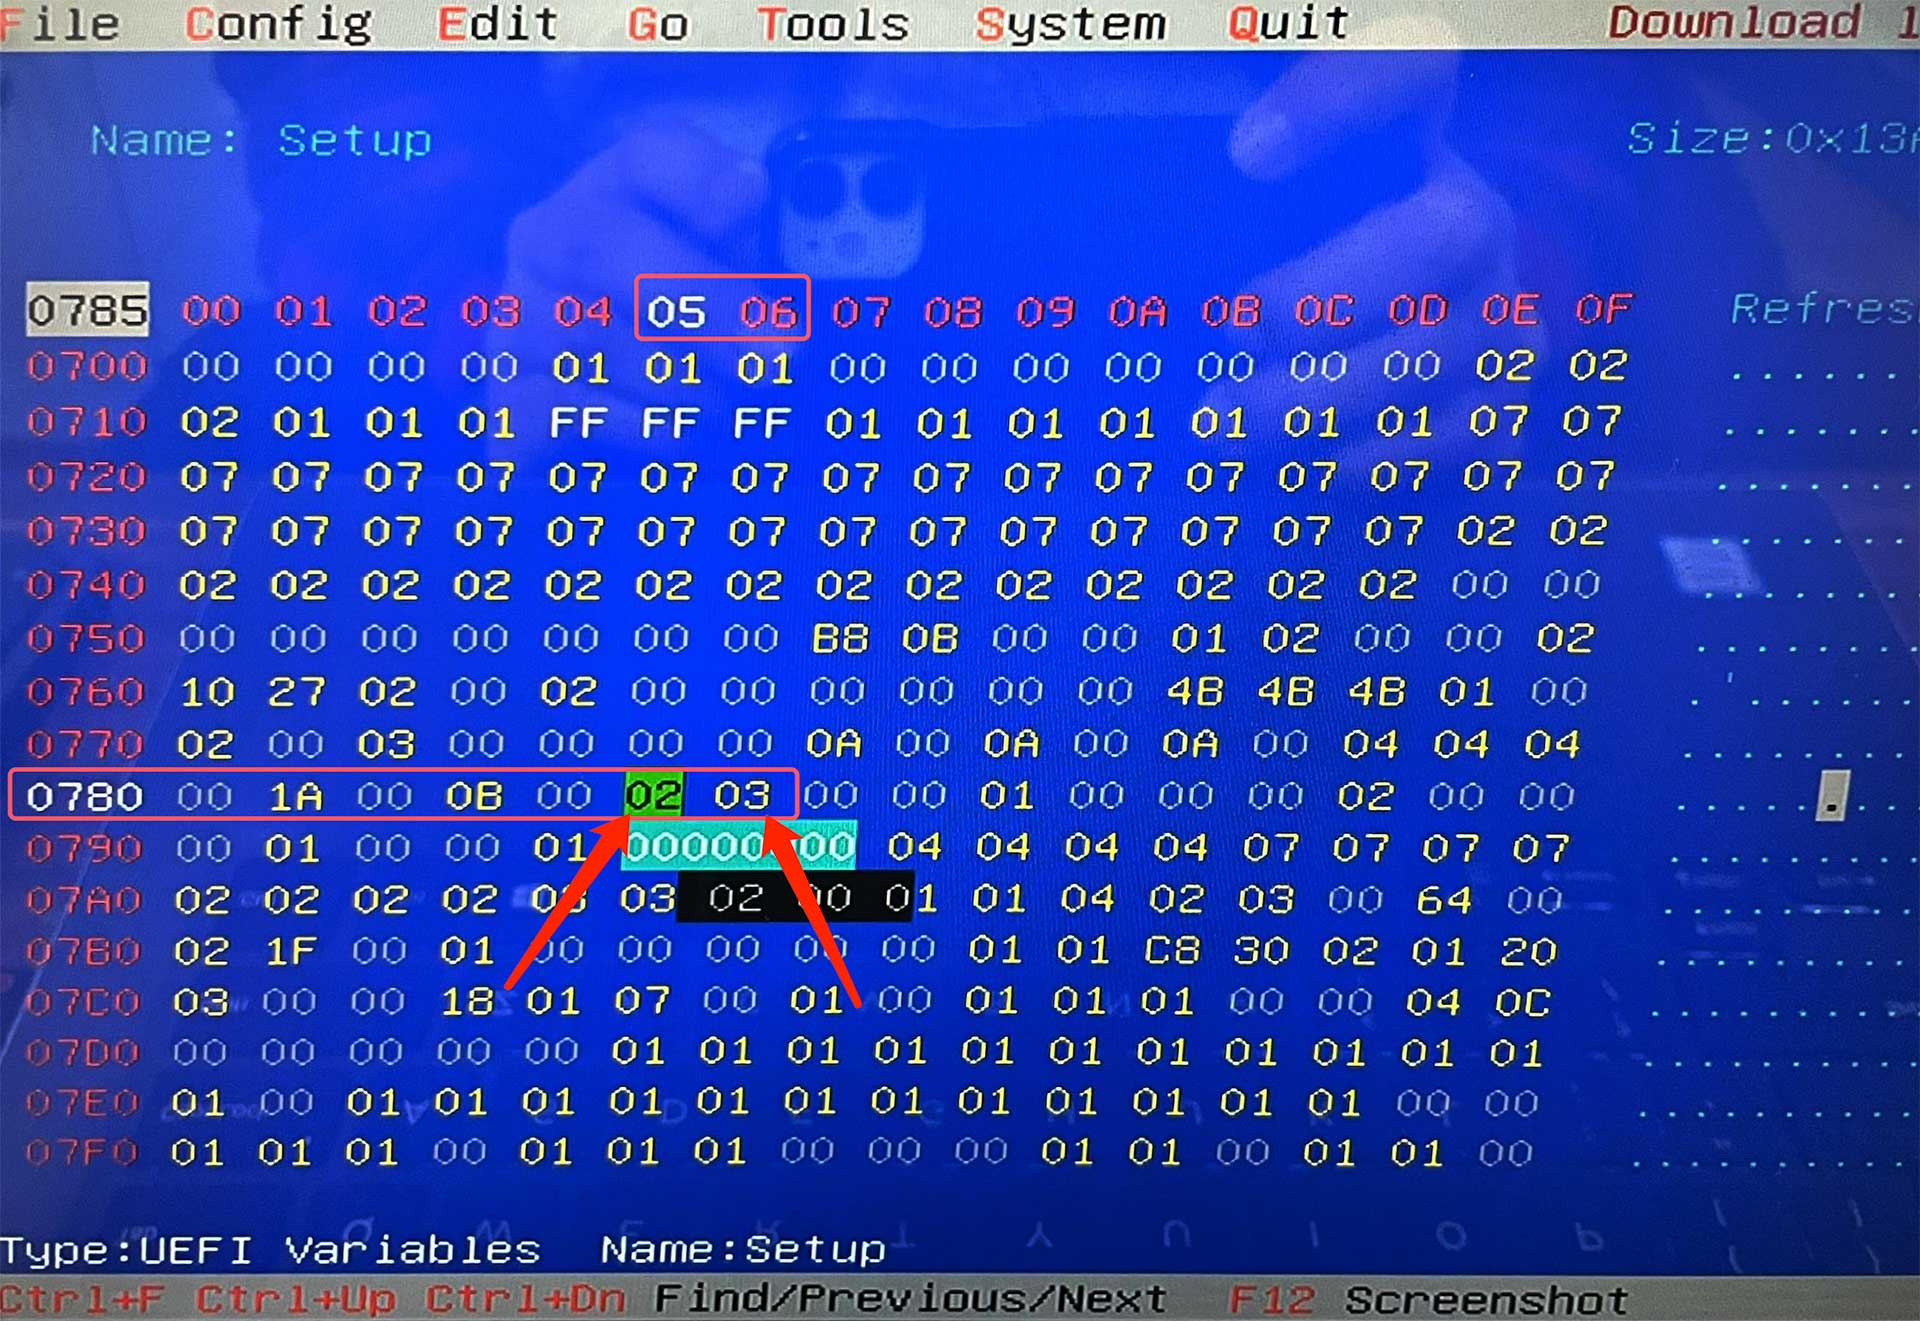 File Config Edit Go Tools System Quit Download
Name: Setup Size:0x13
0785 00 01 02 03 04 05 06 07 08 09 0A 0B 0C 0D 0E 0F Refres
0700 00 00 00 00 01 01 01 00 00 00 00 00 00 00 02 02 . . . . . .
0710 02 01 01 01 FF FF FF 01 01 01 01 01 01 01 07 07 . . . . . . .
0720 07 07 07 07 07 07 07 07 07 07 07 07 07 07 07 07 . . . . . . .
0730 07 07 07 07 07 07 07 07 07 07 07 07 07 07 02 02 . . . . . . .
0740 02 02 02 02 02 02 02 02 02 02 02 02 02 02 00 00 . . . . . . .
0750 00 00 00 00 00 00 00 B8 0B 00 00 01 02 00 00 02 . . . . . . . .
0760 10 27 02 00 02 00 00 00 00 00 00 4B 4B 4B 01 00 . ' . . . . . .
0770 02 00 03 00 00 00 00 0A 00 0A 00 0A 00 04 04 04 . . . . . . . .
0780 00 1A 00 0B 00 02 03 00 00 01 00 00 00 02 00 00 . . . . . . . .
0790 00 01 00 00 01 00000 00 04 04 04 04 07 07 07 07 . . . . . . . .
07A0 02 02 02 02 03 03 02 00 01 01 04 02 03 00 64 00 . . . . . . . .
07B0 02 1F 00 01 00 00 00 00 00 01 01 C8 30 02 01 20 . . . . . . . .
07C0 03 00 00 18 01 07 00 01 00 01 01 01 00 00 04 0C . . . . . . . .
07D0 00 00 00 00 00 01 01 01 01 01 01 01 01 01 01 01 . . . . . . . .
07E0 01 00 01 01 01 01 01 01 01 01 01 01 01 01 00 00 . . . . . . . . .
07F0 01 01 01 00 01 01 01 00 00 00 01 01 00 01 01 00 . . . . . . . . .
Type:UEFI Variables Name:Setup
Ctrl+F Ctrl+Up Ctrl+Dn Find/Previous/Next F12 Screenshot